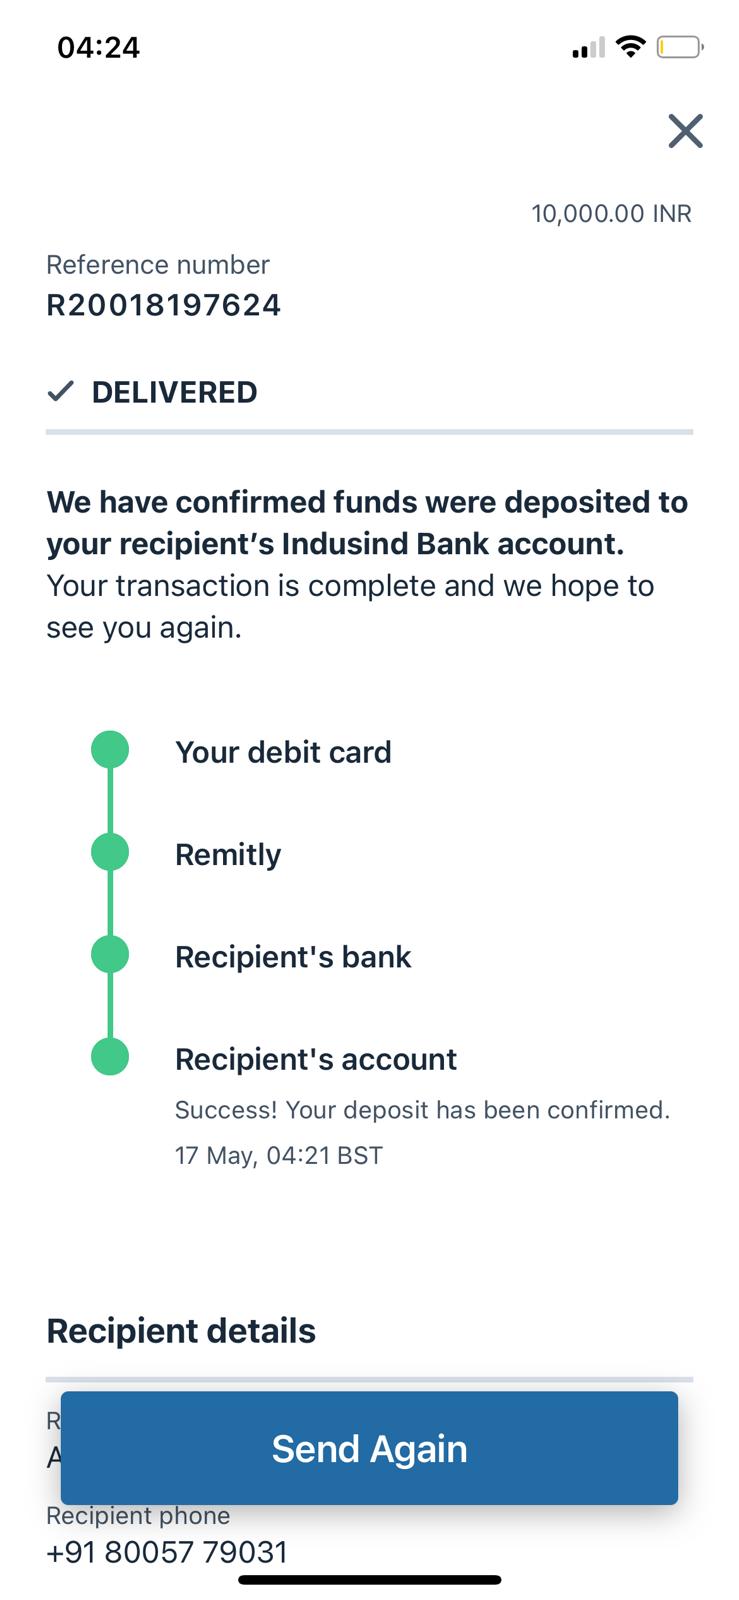 04:24
10,000.00 INR
Reference number
R20018197624
DELIVERED
We have confirmed funds were deposited to
your recipient’s Indusind Bank account.
Your transaction is complete and we hope to
see you again.
Your debit card
Remitly
Recipient's bank
Recipient's account
Success! Your deposit has been confirmed.
17 May, 04:21 BST
Recipient details
Send Again
Recipient phone
+91 80057 79031